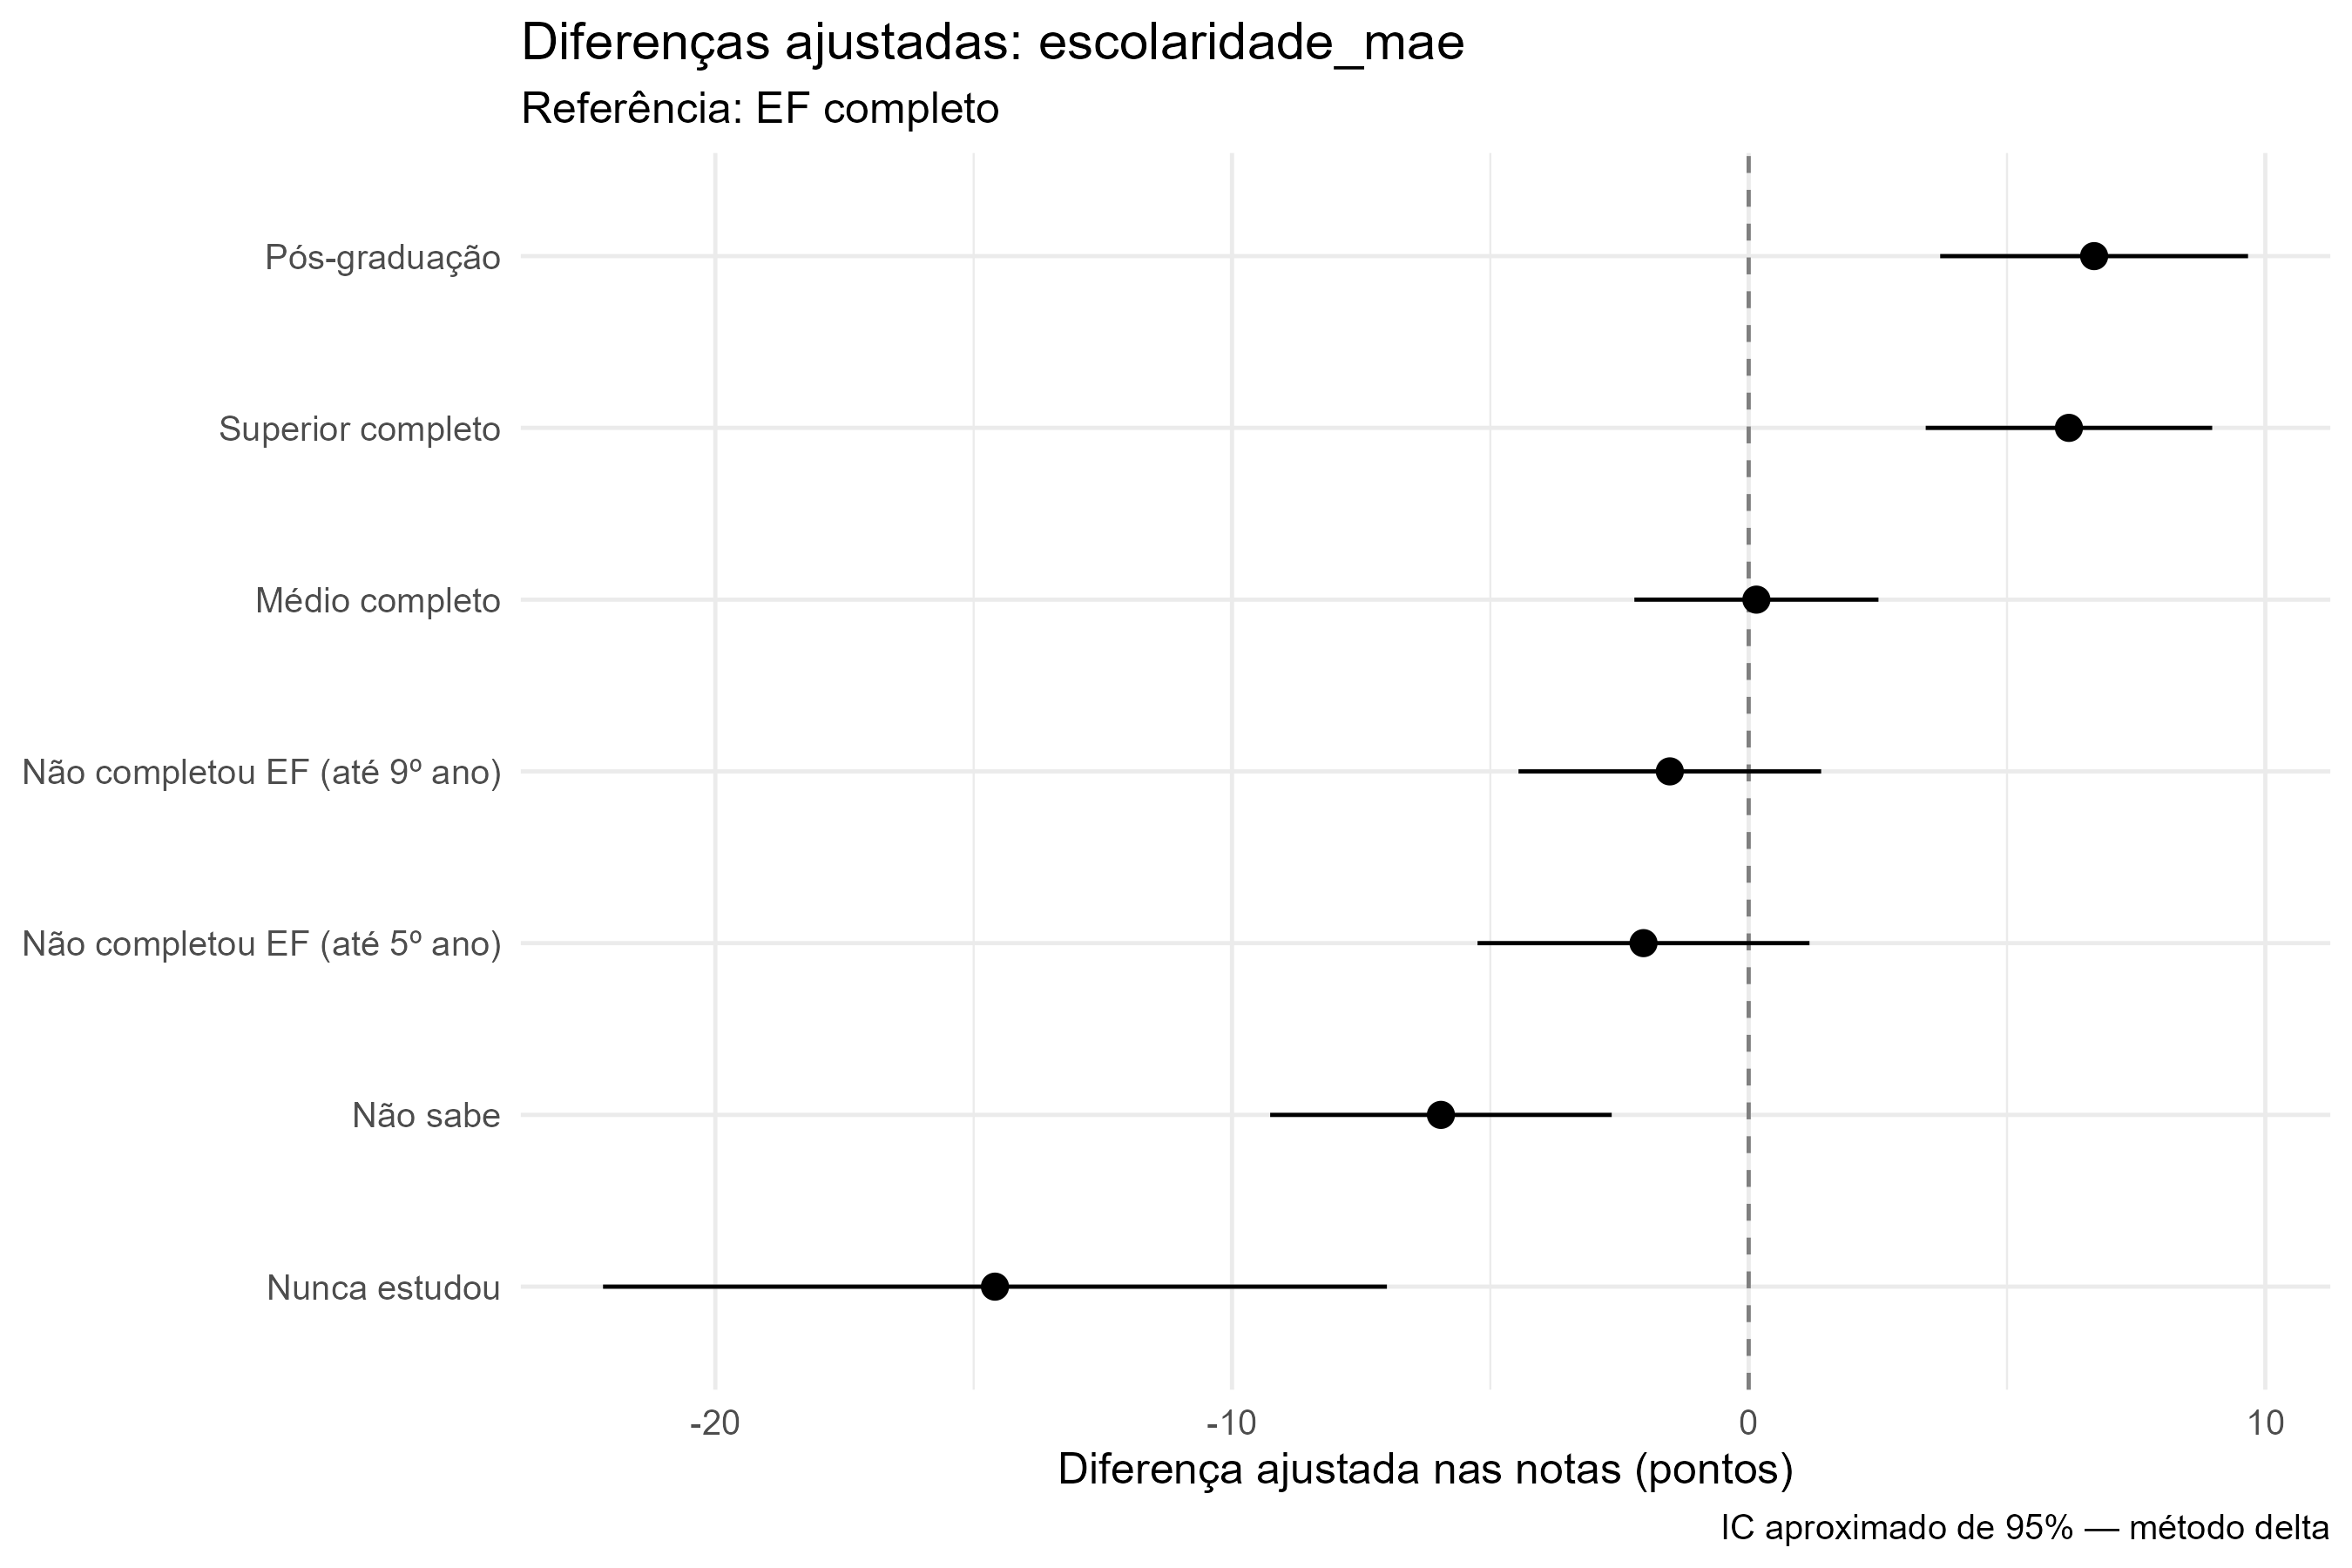 Diferenças ajustadas: escolaridade_mae
Referência: EF completo
Pós-graduação
Superior completo
Médio completo
Não completou EF (até 9º ano)
Não completou EF (até 5º ano)
Não sabe
Nunca estudou
-20 -10 0 10
Diferença ajustada nas notas (pontos)
IC aproximado de 95% — método delta